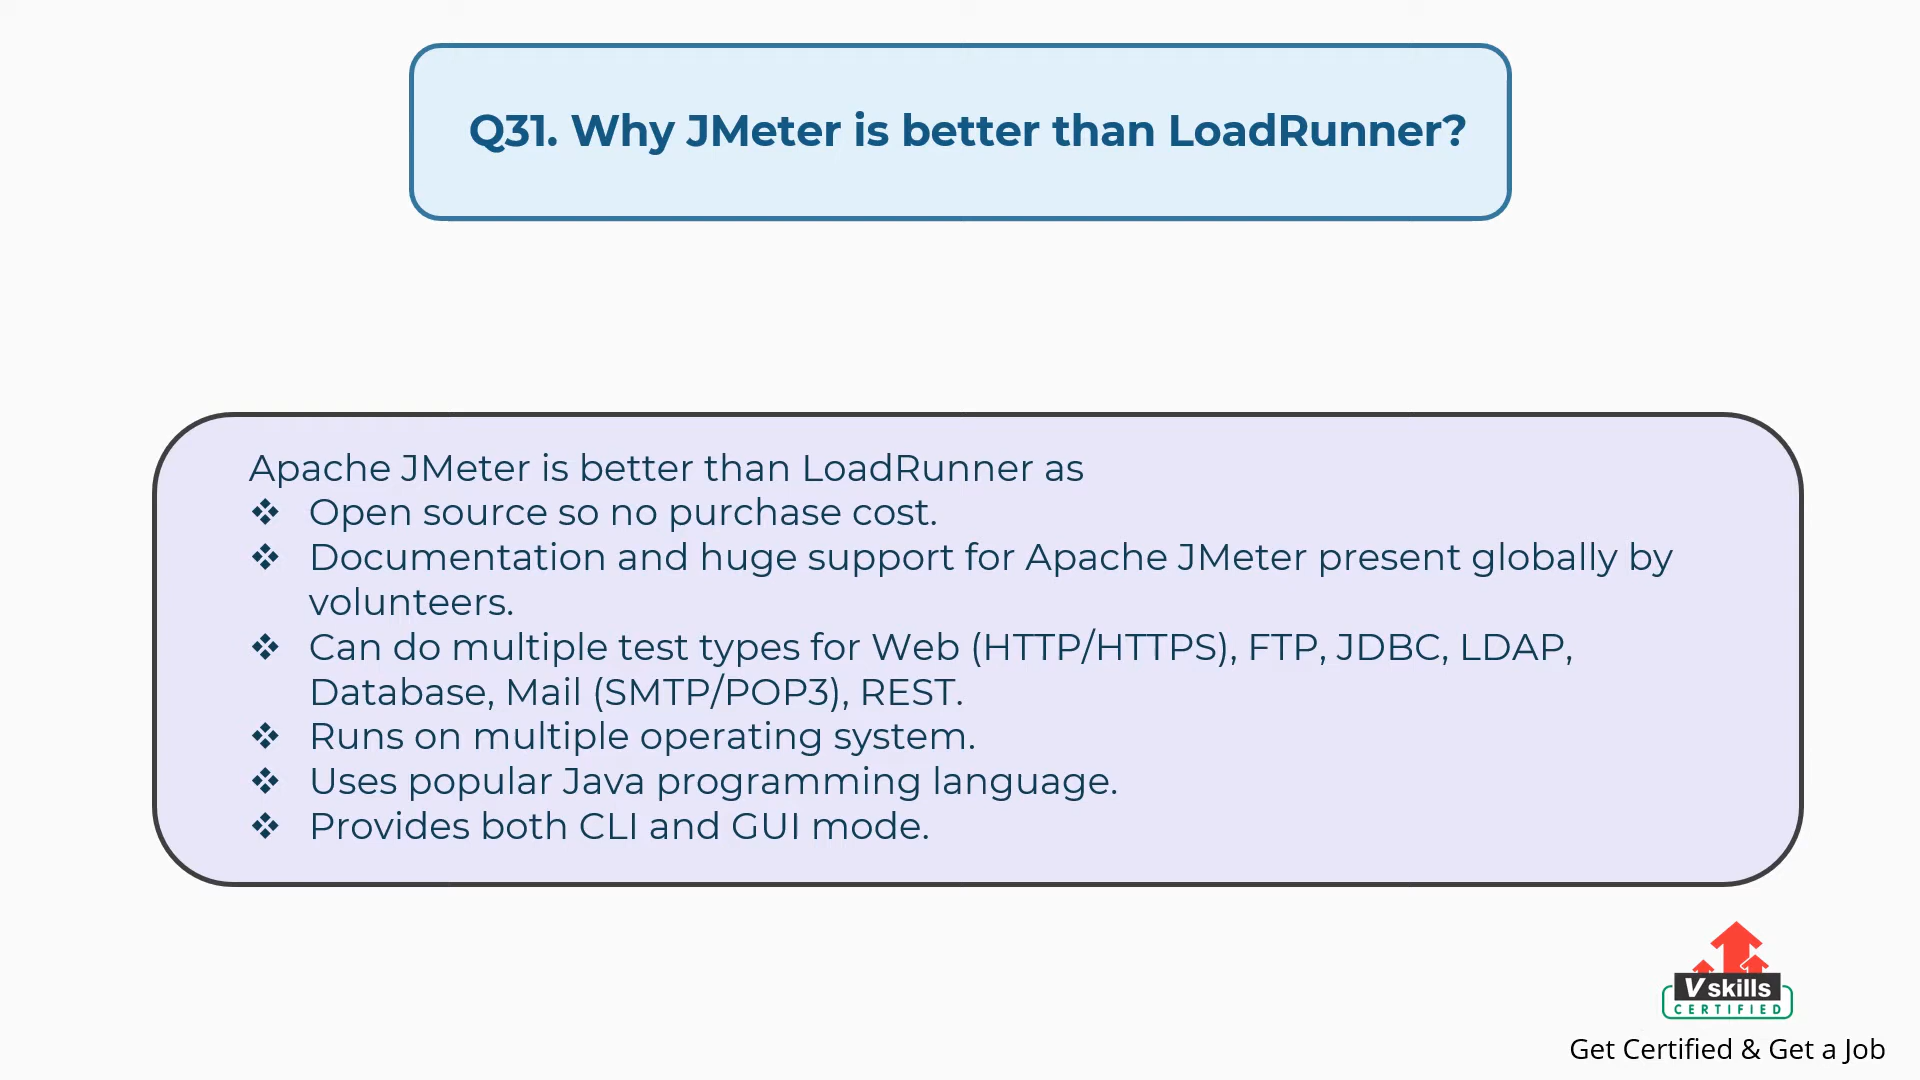 Q31. Why JMeter is better than LoadRunner?
Apache JMeter is better than LoadRunner as
❖ Open source so no purchase cost.
❖ Documentation and huge support for Apache JMeter present globally by
volunteers.
❖ Can do multiple test types for Web (HTTP/HTTPS), FTP, JDBC, LDAP,
Database, Mail (SMTP/POP3), REST.
❖ Runs on multiple operating system.
❖ Uses popular Java programming language.
❖ Provides both CLI and GUI mode.
Vskills
CERTIFIED
Get Certified & Get a Job